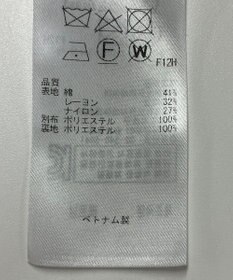 F W
F12H
品質
表地 綿 41%
レーヨン 32%
ナイロン 27%
別布 ポリエステル 100%
裏地 ポリエステル 100%
ベトナム製